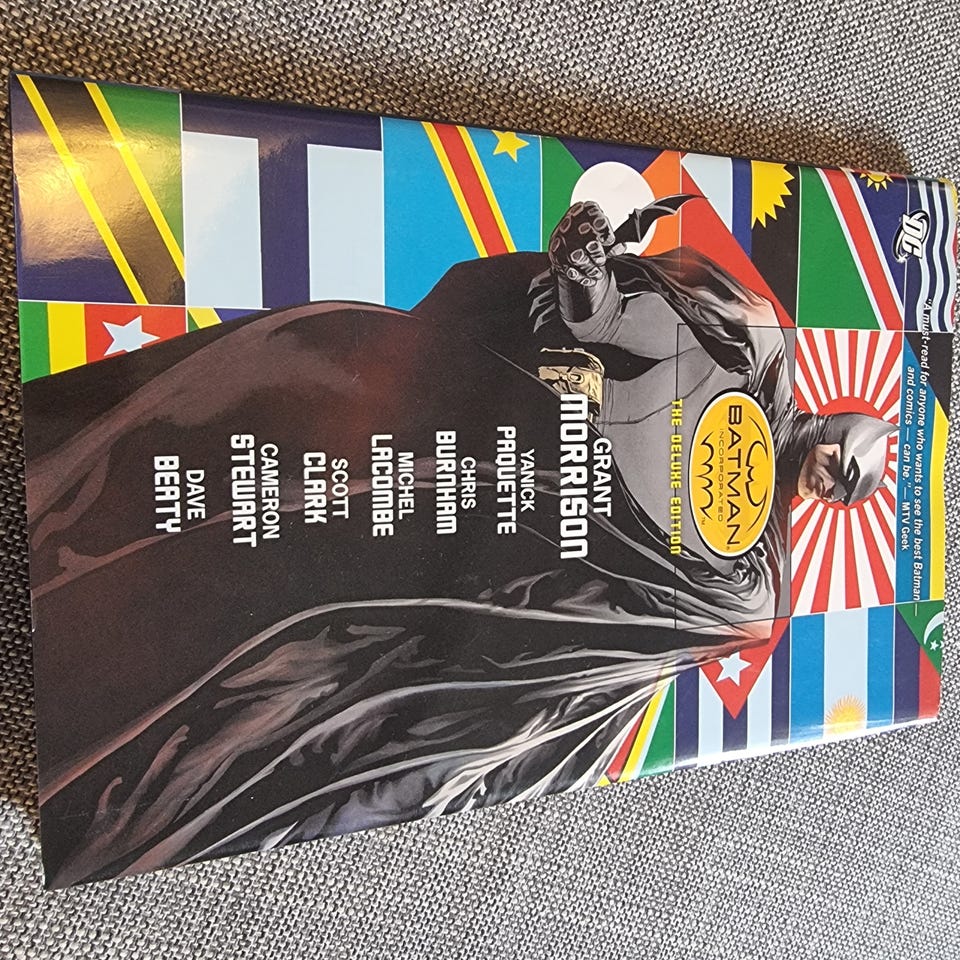 DC
"A must-read for anyone who wants to see the best Batman —
and comics — can be." — MTV Geek
BATMAN
INCORPORATED
THE DELUXE EDITION
GRANT
MORRISON
YANICK
PAQUETTE
CHRIS
BURNHAM
MICHEL
LACOMBE
SCOTT
CLARK
CAMERON
STEWART
DAVE
BEATY